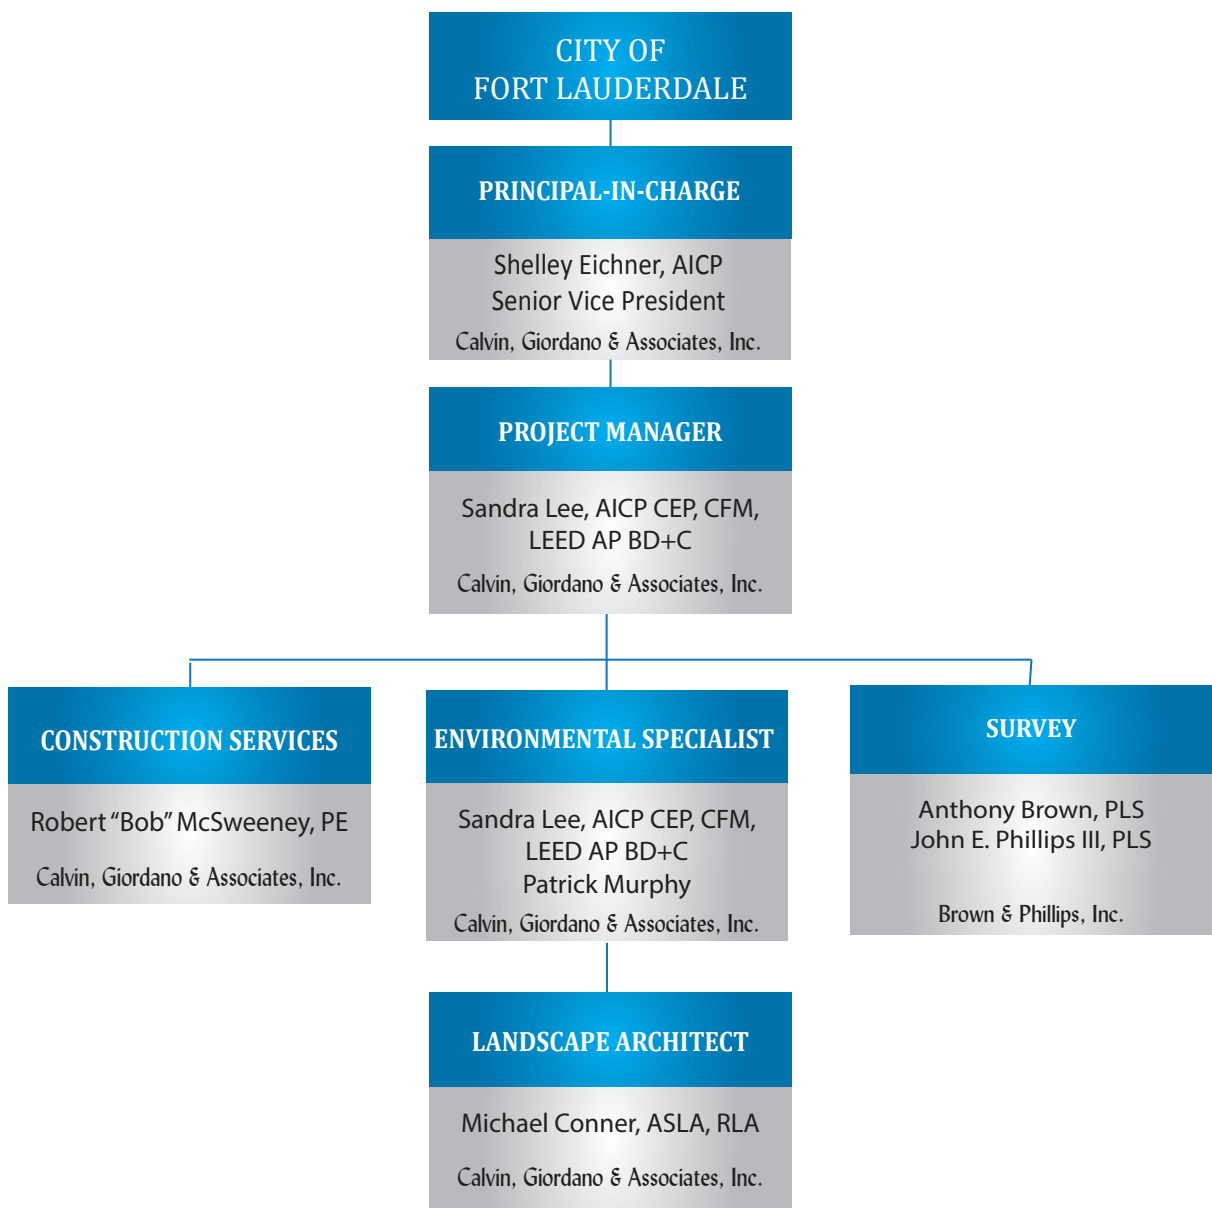 CITY OF
FORT LAUDERDALE
PRINCIPAL-IN-CHARGE
Shelley Eichner, AICP
Senior Vice President
Calvin, Giordano & Associates, Inc.
PROJECT MANAGER
Sandra Lee, AICP CEP, CFM,
LEED AP BD+C
Calvin, Giordano & Associates, Inc.
CONSTRUCTION SERVICES
Robert “Bob” McSweeney, PE
Calvin, Giordano & Associates, Inc.
ENVIRONMENTAL SPECIALIST
Sandra Lee, AICP CEP, CFM,
LEED AP BD+C
Patrick Murphy
Calvin, Giordano & Associates, Inc.
SURVEY
Anthony Brown, PLS
John E. Phillips III, PLS
Brown & Phillips, Inc.
LANDSCAPE ARCHITECT
Michael Conner, ASLA, RLA
Calvin, Giordano & Associates, Inc.